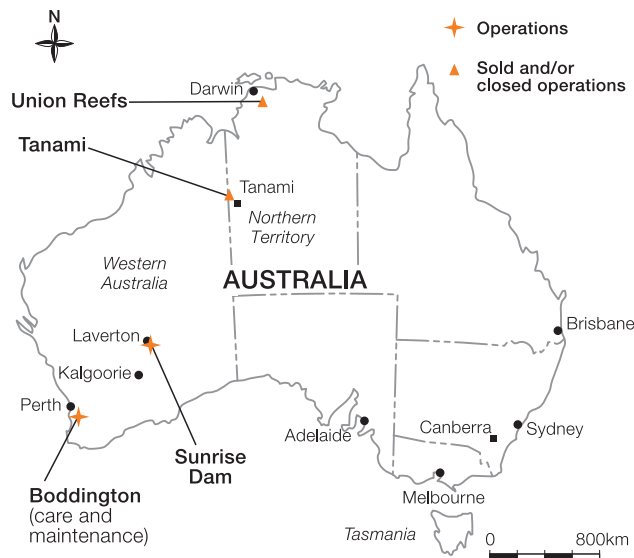 N
Operations
Sold and/or
closed operations
Darwin
Union Reefs
Tanami
Tanami
Northern
Territory
Western
Australia
AUSTRALIA
Laverton
Brisbane
Kalgoorie
Perth
Adelaide
Canberra
Sydney
Sunrise
Dam
Boddington
(care and
maintenance)
Melbourne
Tasmania
0 800km